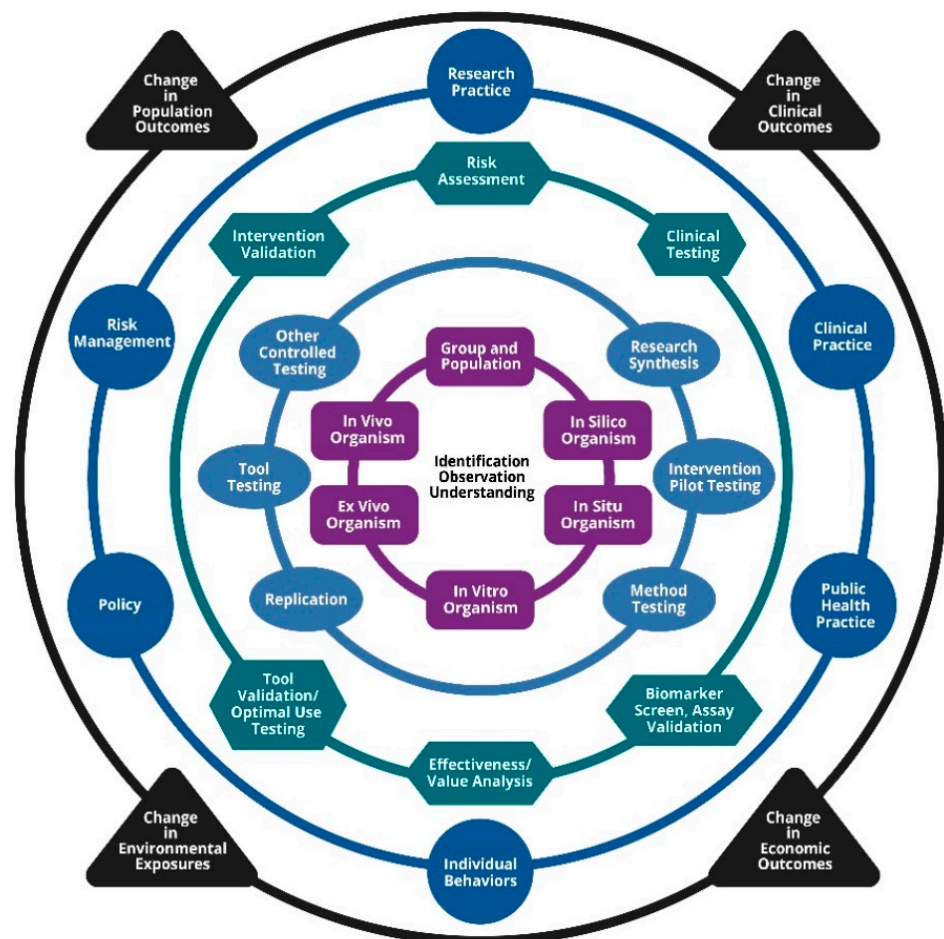 Change
in
Population
Outcomes
Research
Practice
Change
in
Clinical
Outcomes
Risk
Assessment
Intervention
Validation
Clinical
Testing
Risk
Management
Other
Controlled
Testing
Group and
Population
Research
Synthesis
Clinical
Practice
In Vivo
Organism
In Silico
Organism
Identification
Observation
Understanding
Tool
Testing
Intervention
Pilot Testing
Ex Vivo
Organism
In Situ
Organism
Policy
Replication
In Vitro
Organism
Method
Testing
Public
Health
Practice
Tool
Validation/
Optimal Use
Testing
Biomarker
Screen, Assay
Validation
Effectiveness/
Value Analysis
Change
in
Environmental
Exposures
Individual
Behaviors
Change
in
Economic
Outcomes